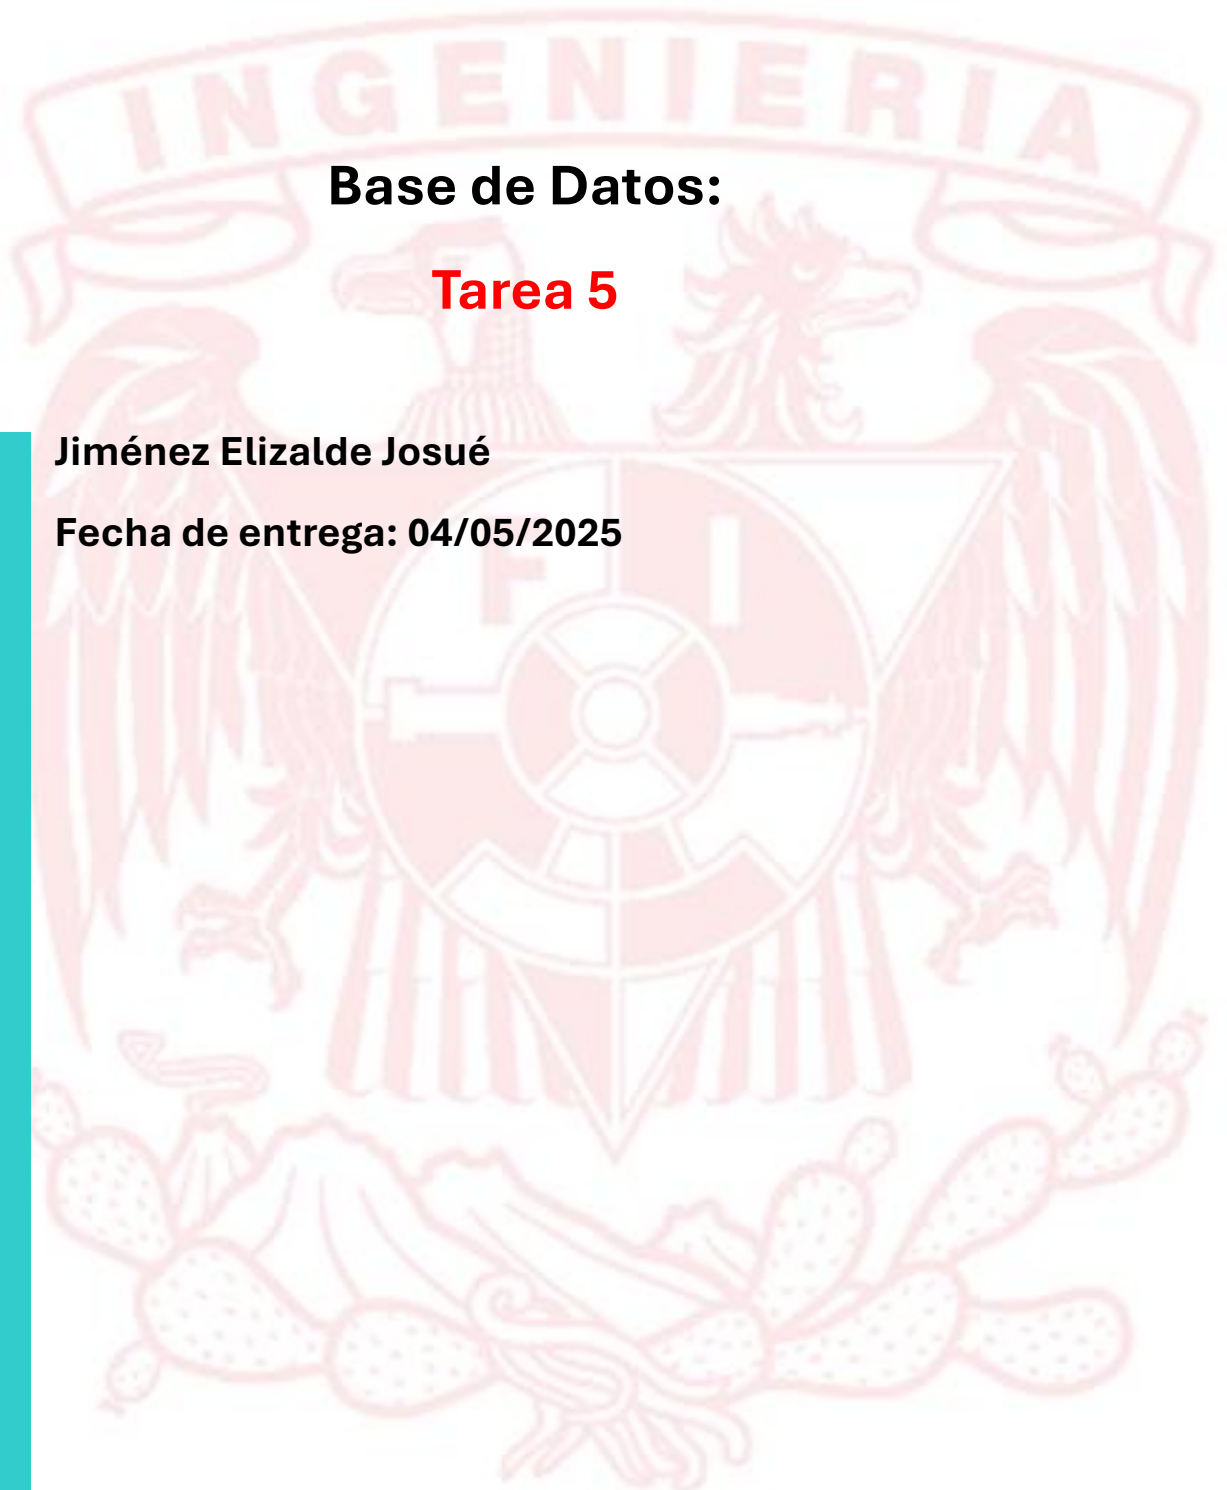 INGENIERIA
Base de Datos:
Tarea 5
Jiménez Elizalde Josué
Fecha de entrega: 04/05/2025
F I